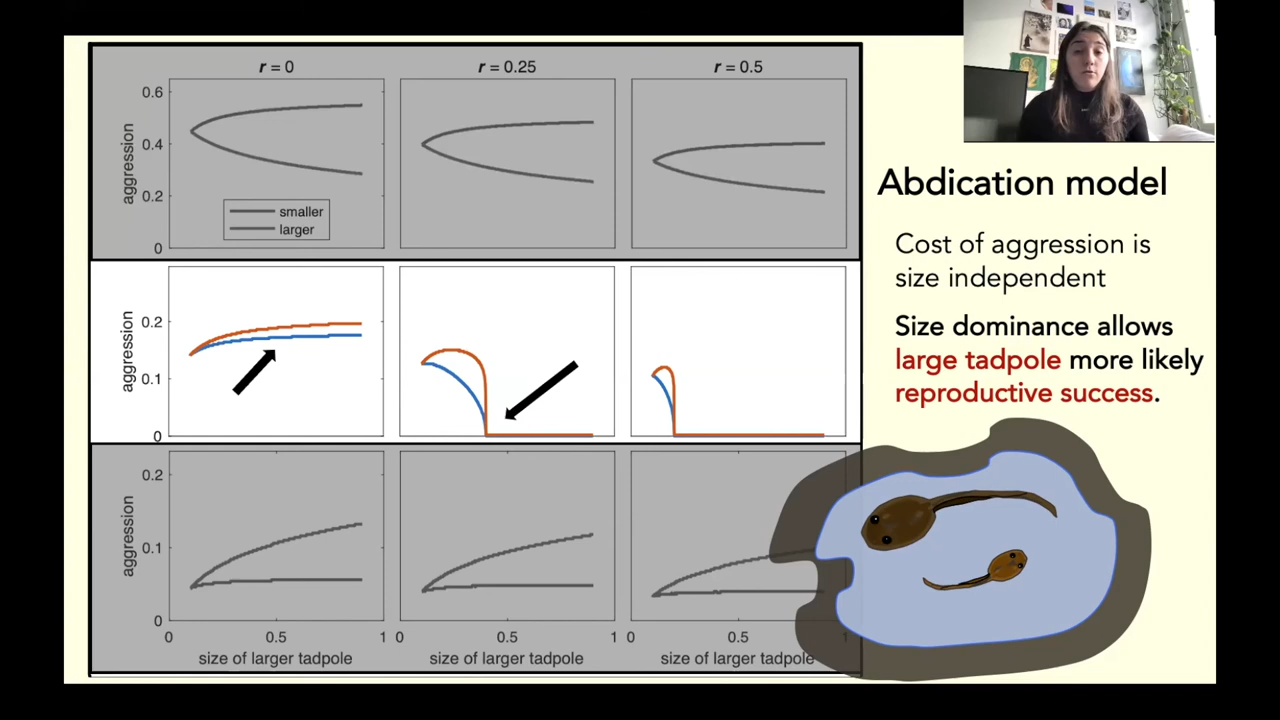 r = 0
r = 0.25
r = 0.5
aggression
0.6
0.4
0.2
0
smaller
larger
aggression
0.2
0.1
0
aggression
0.2
0.1
0
0
0.5
1
0
0.5
1
0
0.5
1
size of larger tadpole
size of larger tadpole
size of larger tadpole
Abdication model
Cost of aggression is
size independent
Size dominance allows
large tadpole more likely
reproductive success.